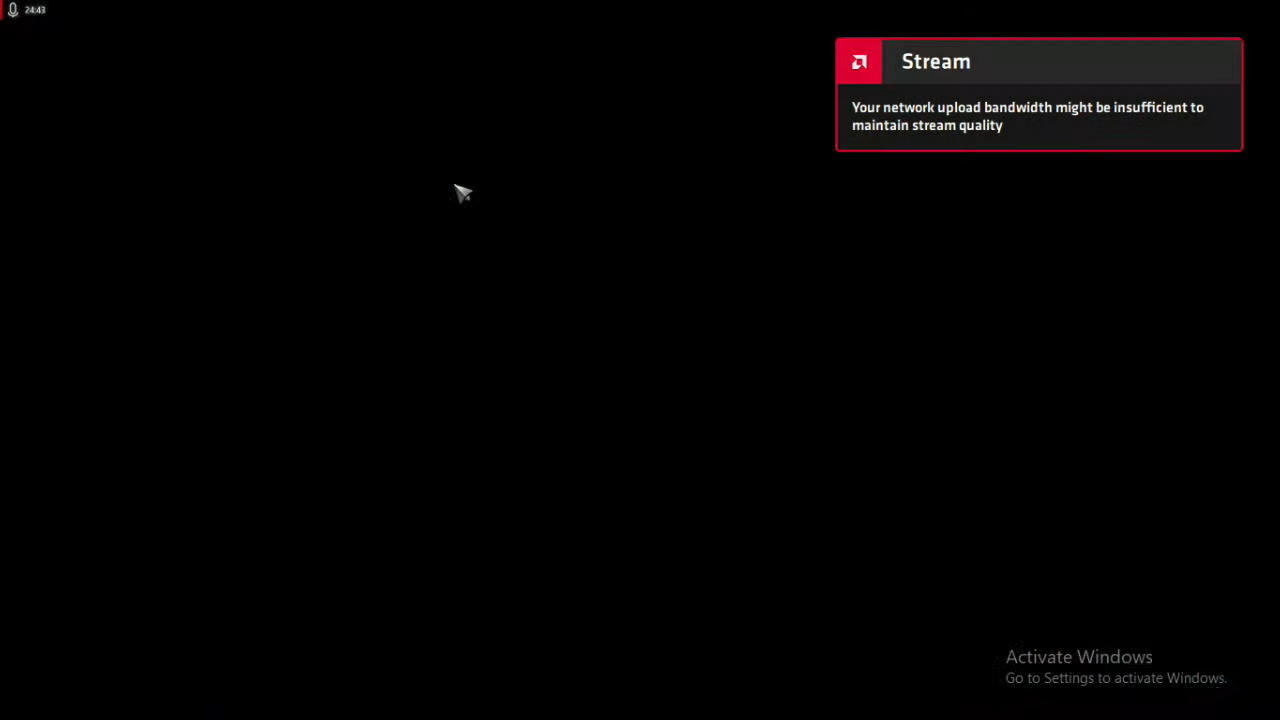 24:43
Stream
Your network upload bandwidth might be insufficient to
maintain stream quality
Activate Windows
Go to Settings to activate Windows.